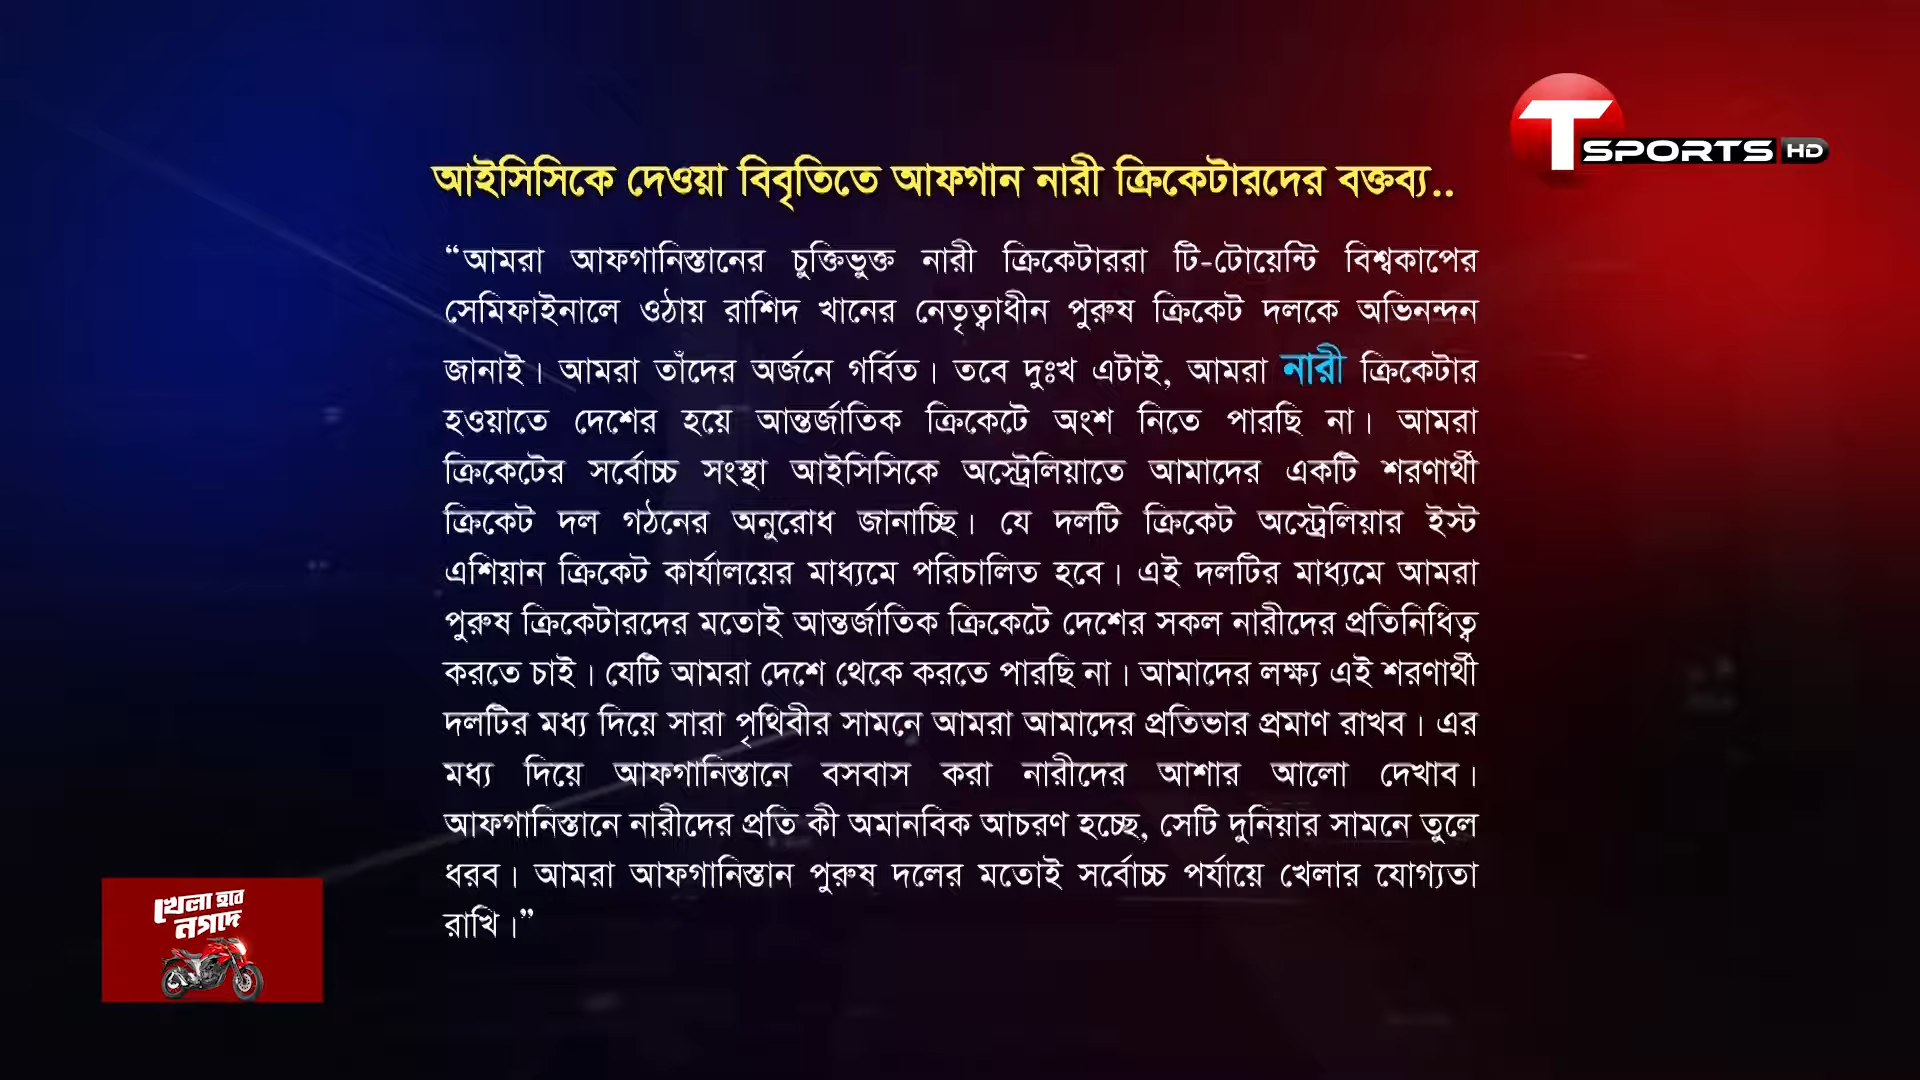 T SPORTS HD
আইসিসিকে দেওয়া বিবৃতিতে আফগান নারী ক্রিকেটারদের বক্তব্য..
“আমরা আফগানিস্তানের চুক্তিভুক্ত নারী ক্রিকেটাররা টি-টোয়েন্টি বিশ্বকাপের
সেমিফাইনালে ওঠায় রাশিদ খানের নেতৃত্বাধীন পুরুষ ক্রিকেট দলকে অভিনন্দন
জানাই। আমরা তাঁদের অর্জনে গর্বিত। তবে দুঃখ এটাই, আমরা নারী ক্রিকেটার
হওয়াতে দেশের হয়ে আন্তর্জাতিক ক্রিকেটে অংশ নিতে পারছি না। আমরা
ক্রিকেটের সর্বোচ্চ সংস্থা আইসিসিকে অস্ট্রেলিয়াতে আমাদের একটি শরণার্থী
ক্রিকেট দল গঠনের অনুরোধ জানাচ্ছি। যে দলটি ক্রিকেট অস্ট্রেলিয়ার ইস্ট
এশিয়ান ক্রিকেট কার্যালয়ের মাধ্যমে পরিচালিত হবে। এই দলটির মাধ্যমে আমরা
পুরুষ ক্রিকেটারদের মতোই আন্তর্জাতিক ক্রিকেটে দেশের সকল নারীদের প্রতিনিধিত্ব
করতে চাই। যেটি আমরা দেশে থেকে করতে পারছি না। আমাদের লক্ষ্য এই শরণার্থী
দলটির মধ্য দিয়ে সারা পৃথিবীর সামনে আমরা আমাদের প্রতিভার প্রমাণ রাখব। এর
মধ্য দিয়ে আফগানিস্তানে বসবাস করা নারীদের আশার আলো দেখাব।
আফগানিস্তানে নারীদের প্রতি কী অমানবিক আচরণ হচ্ছে, সেটি দুনিয়ার সামনে তুলে
ধরব। আমরা আফগানিস্তান পুরুষ দলের মতোই সর্বোচ্চ পর্যায়ে খেলার যোগ্যতা
রাখি।”
খেলা হবে
নগদে